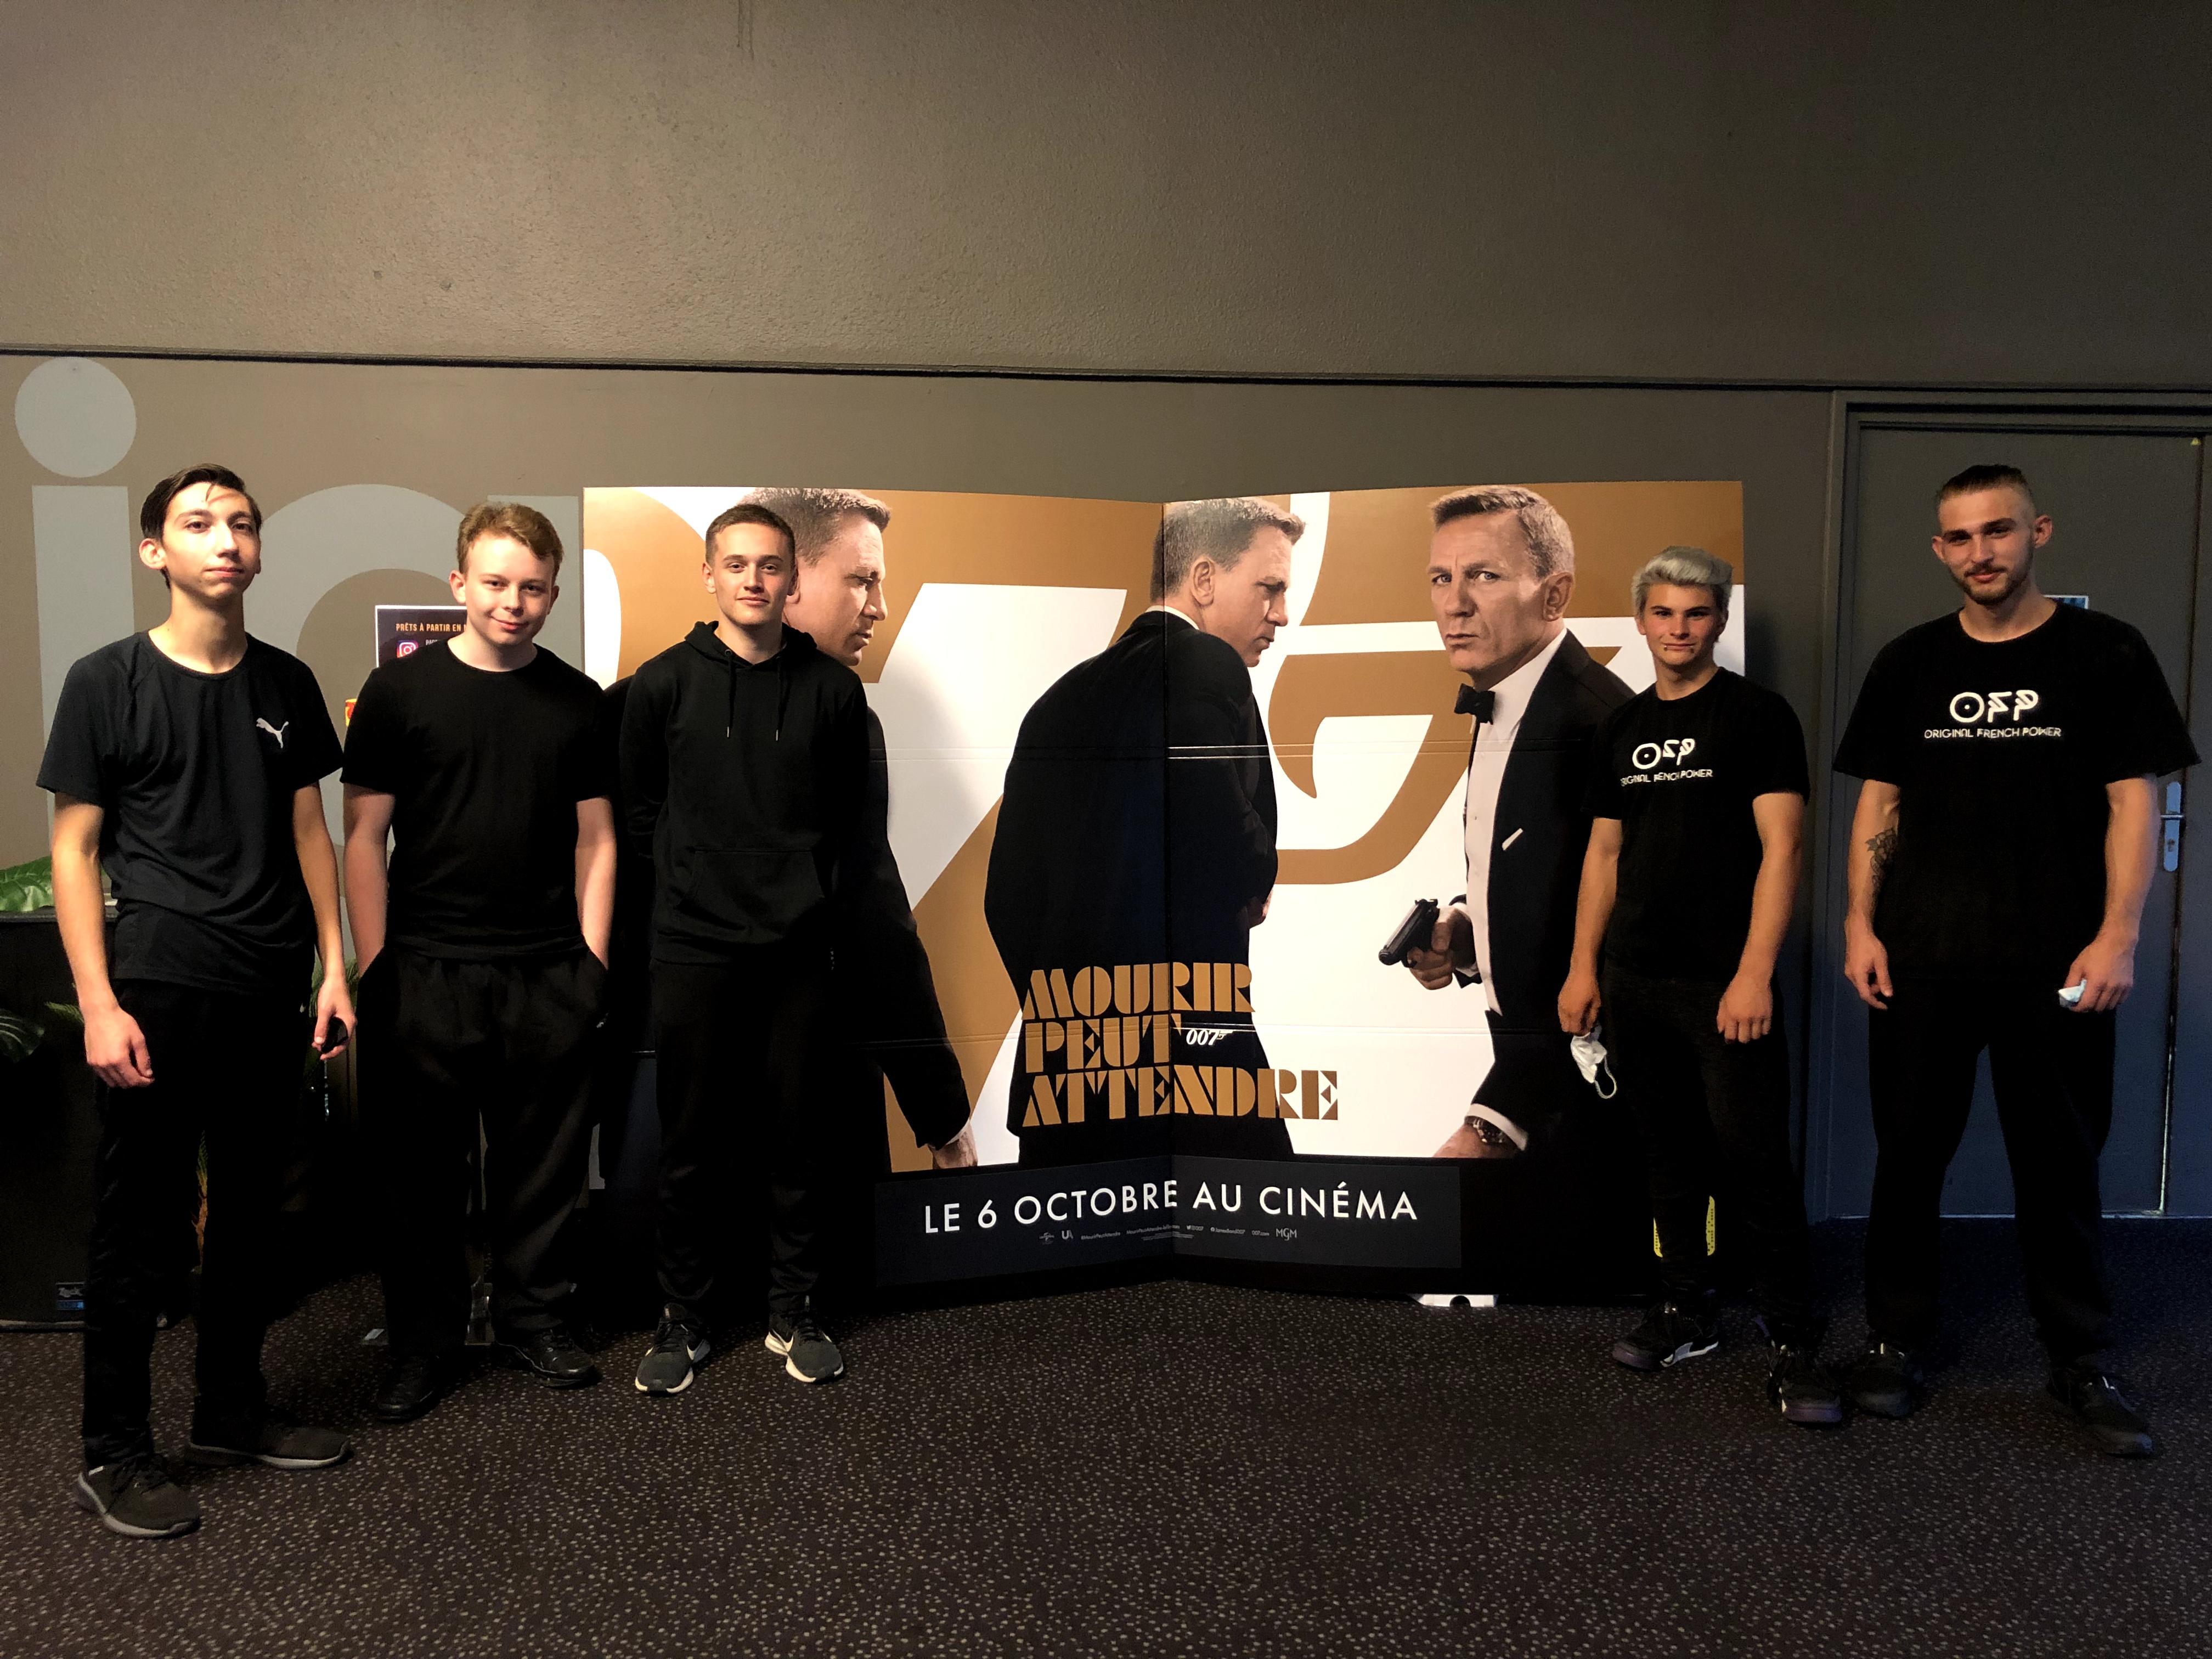 PRÊTS À PARTIR EN
OFP
ORIGINAL FRENCH POWER
OFP
ORIGINAL FRENCH POWER
MOURIR
PEUT 007
ATTENDRE
LE 6 OCTOBRE AU CINÉMA
UA
MGM